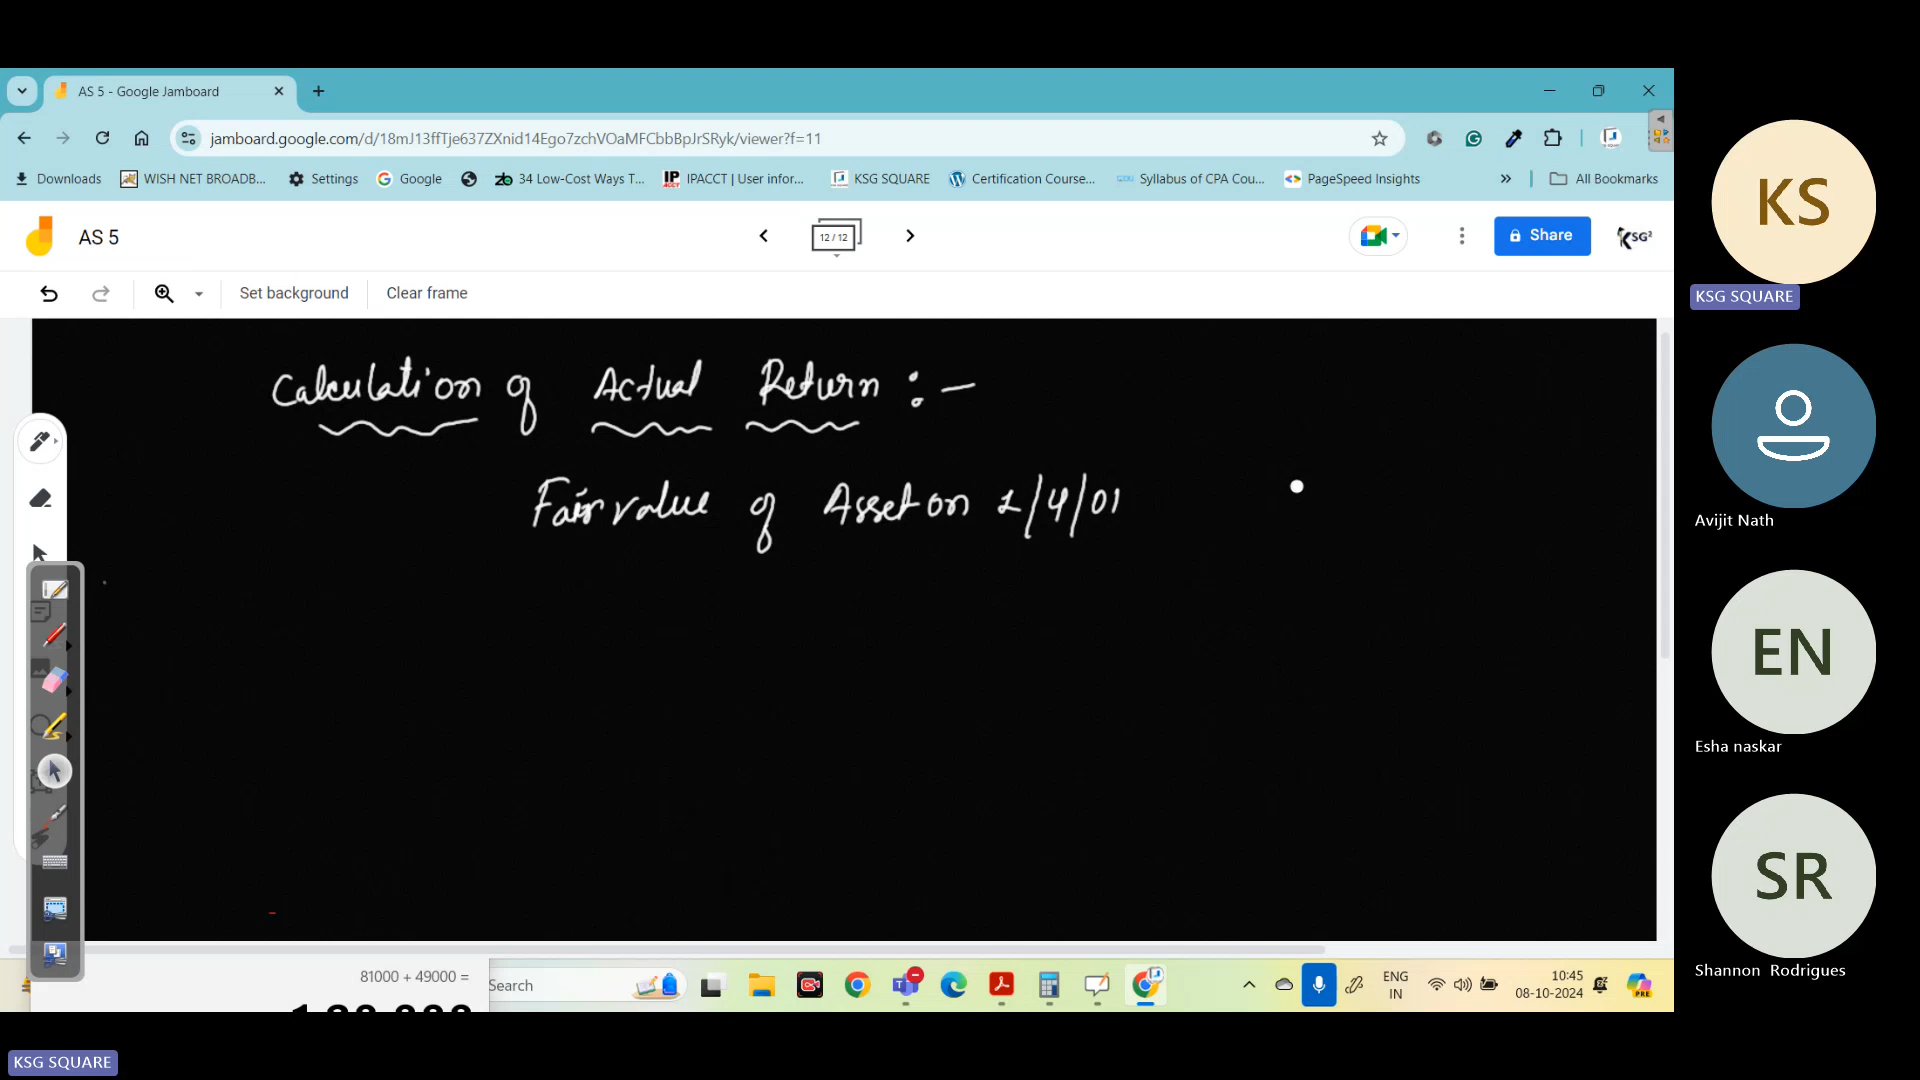 AS 5 - Google Jamboard
jamboard.google.com/d/18mJ13ffTje637ZXnid14Ego7zchVOaMFCbbBpJrSRyk/viewer?f=11
Downloads WISH NET BROADB... Settings Google 34 Low-Cost Ways T... IPACCT | User infor... KSG SQUARE Certification Course... Syllabus of CPA Cou... PageSpeed Insights All Bookmarks
AS 5
12 / 12
Share
KSG²
Set background Clear frame
Calculation of Actual Return :-
Fair value of Asset on 1/4/01
81000 + 49000 =
Search
ENG
IN
10:45
08-10-2024
PRE
KS
KSG SQUARE
Avijit Nath
EN
Esha naskar
SR
Shannon Rodrigues
KSG SQUARE